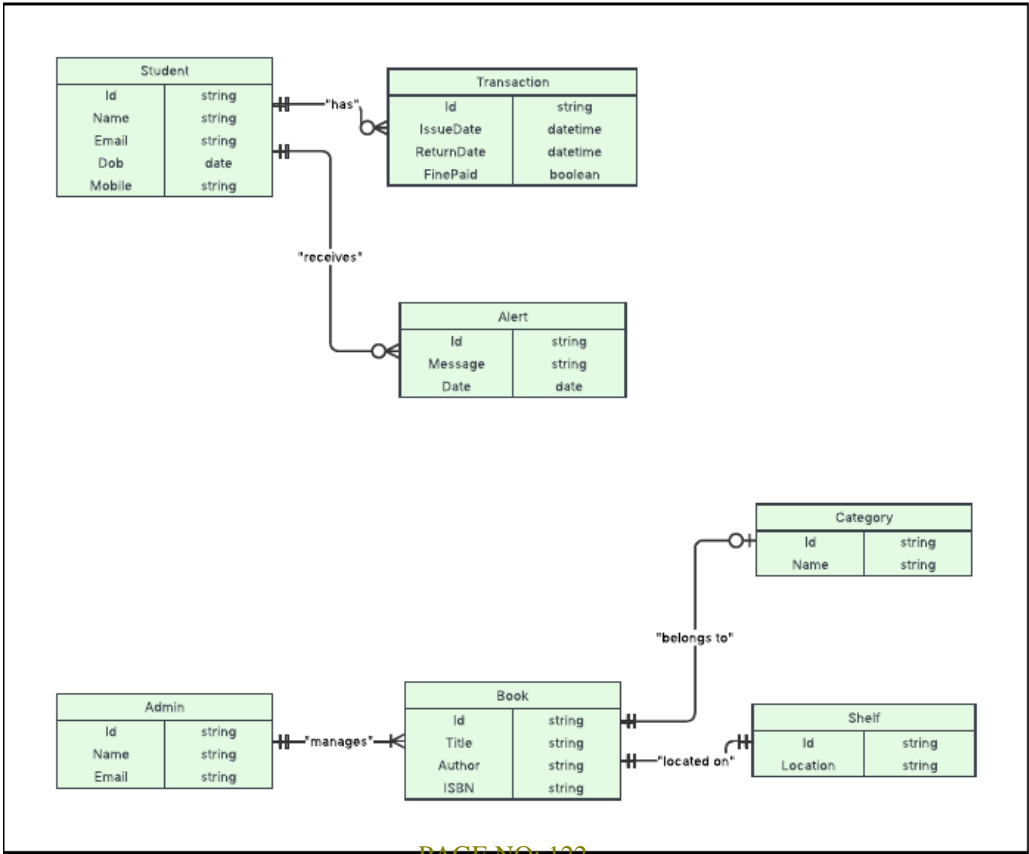 Student
Id string
Name string
Email string
Dob date
Mobile string
"has"
Transaction
Id string
IssueDate datetime
ReturnDate datetime
FinePaid boolean
"receives"
Alert
Id string
Message string
Date date
Category
Id string
Name string
"belongs to"
Admin
Id string
Name string
Email string
"manages"
Book
Id string
Title string
Author string
ISBN string
"located on"
Shelf
Id string
Location string
PAGE NO: 122